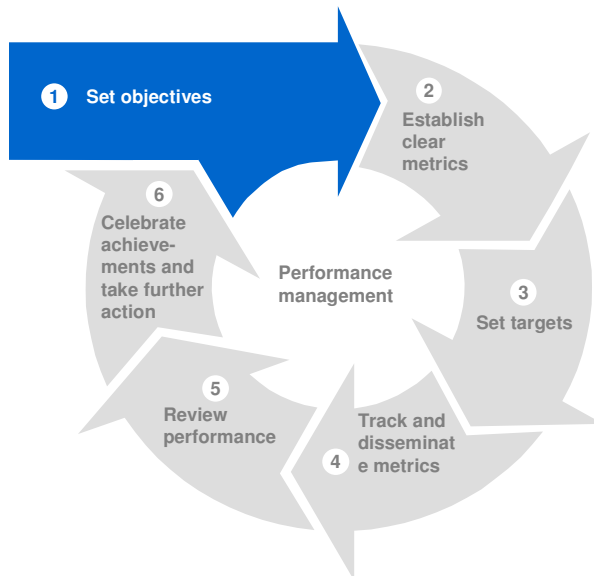 1 Set objectives
2
Establish
clear
metrics
3
Set targets
Track and
disseminat
4 e metrics
5
Review
performance
6
Celebrate
achieve-
ments and
take further
action
Performance
management